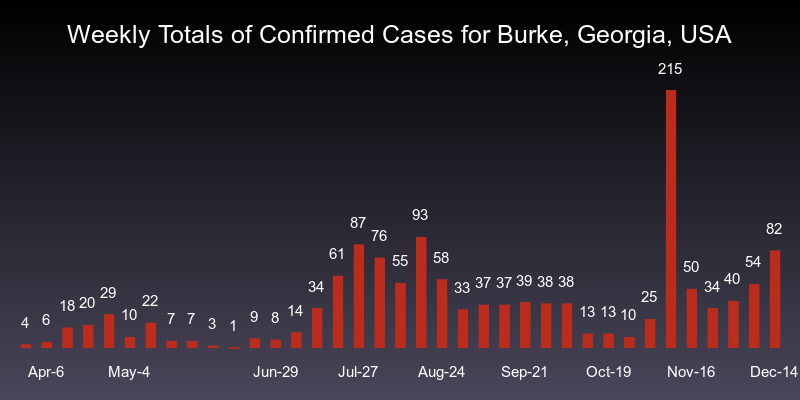 Weekly Totals of Confirmed Cases for Burke, Georgia, USA
4 6 18 20 29 10 22 7 7 3 1 9 8 14 34 61 87 76 55 93 58 33 37 37 39 38 38 13 13 10 25 215 50 34 40 54 82
Apr-6 May-4 Jun-29 Jul-27 Aug-24 Sep-21 Oct-19 Nov-16 Dec-14